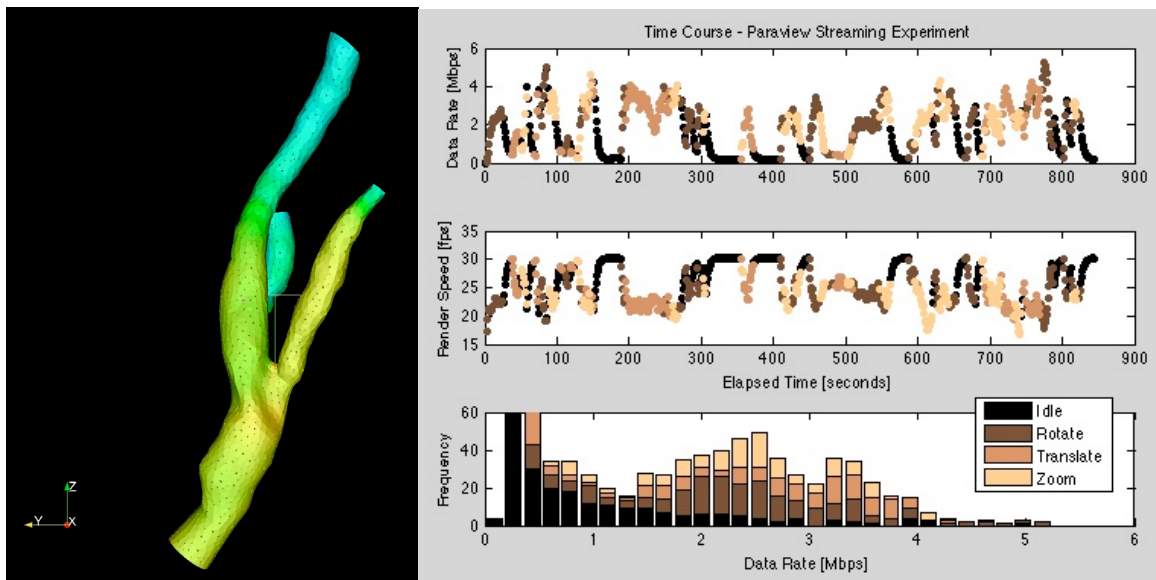 Z
Y
X
Time Course - Paraview Streaming Experiment
Data Rate [Mbps]
6
4
2
0
0 100 200 300 400 500 600 700 800 900
Render Speed [fps]
35
30
25
20
15
0 100 200 300 400 500 600 700 800 900
Elapsed Time [seconds]
Frequency
60
40
20
0
0 1 2 3 4 5 6
Data Rate [Mbps]
Idle
Rotate
Translate
Zoom